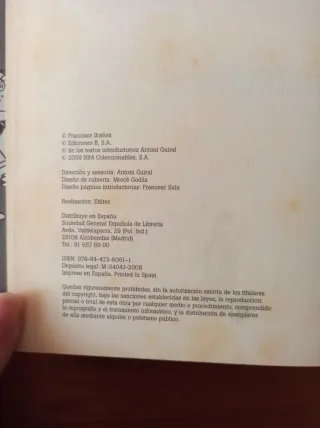 © Francisco Ibáñez
© Ediciones B, S.A.
© de los textos introductorios Antoni Guiral
© 2009 RBA Coleccionables, S.A.
Dirección y asesoría: Antoni Guiral
Diseño de cubierta: Mercè Godàs
Diseño páginas introductorias: Francesc Sala
Realización: Editec
Distribuye en España
Sociedad General Española de Librería
Avda. Valdelaparra, 29 (Pol. Ind.)
28108 Alcobendas (Madrid)
Tel.: 91 657 69 00
ISBN: 978-84-473-6061-1
Depósito legal: M-54047-2008
Impreso en España. Printed in Spain
Quedan rigurosamente prohibidas, sin la autorización escrita de los titulares
del copyright, bajo las sanciones establecidas en las leyes, la reproducción
parcial o total de esta obra por cualquier medio o procedimiento, comprendido
la reprografía y el tratamiento informático, y la distribución de ejemplares
de ella mediante alquiler o préstamo público.